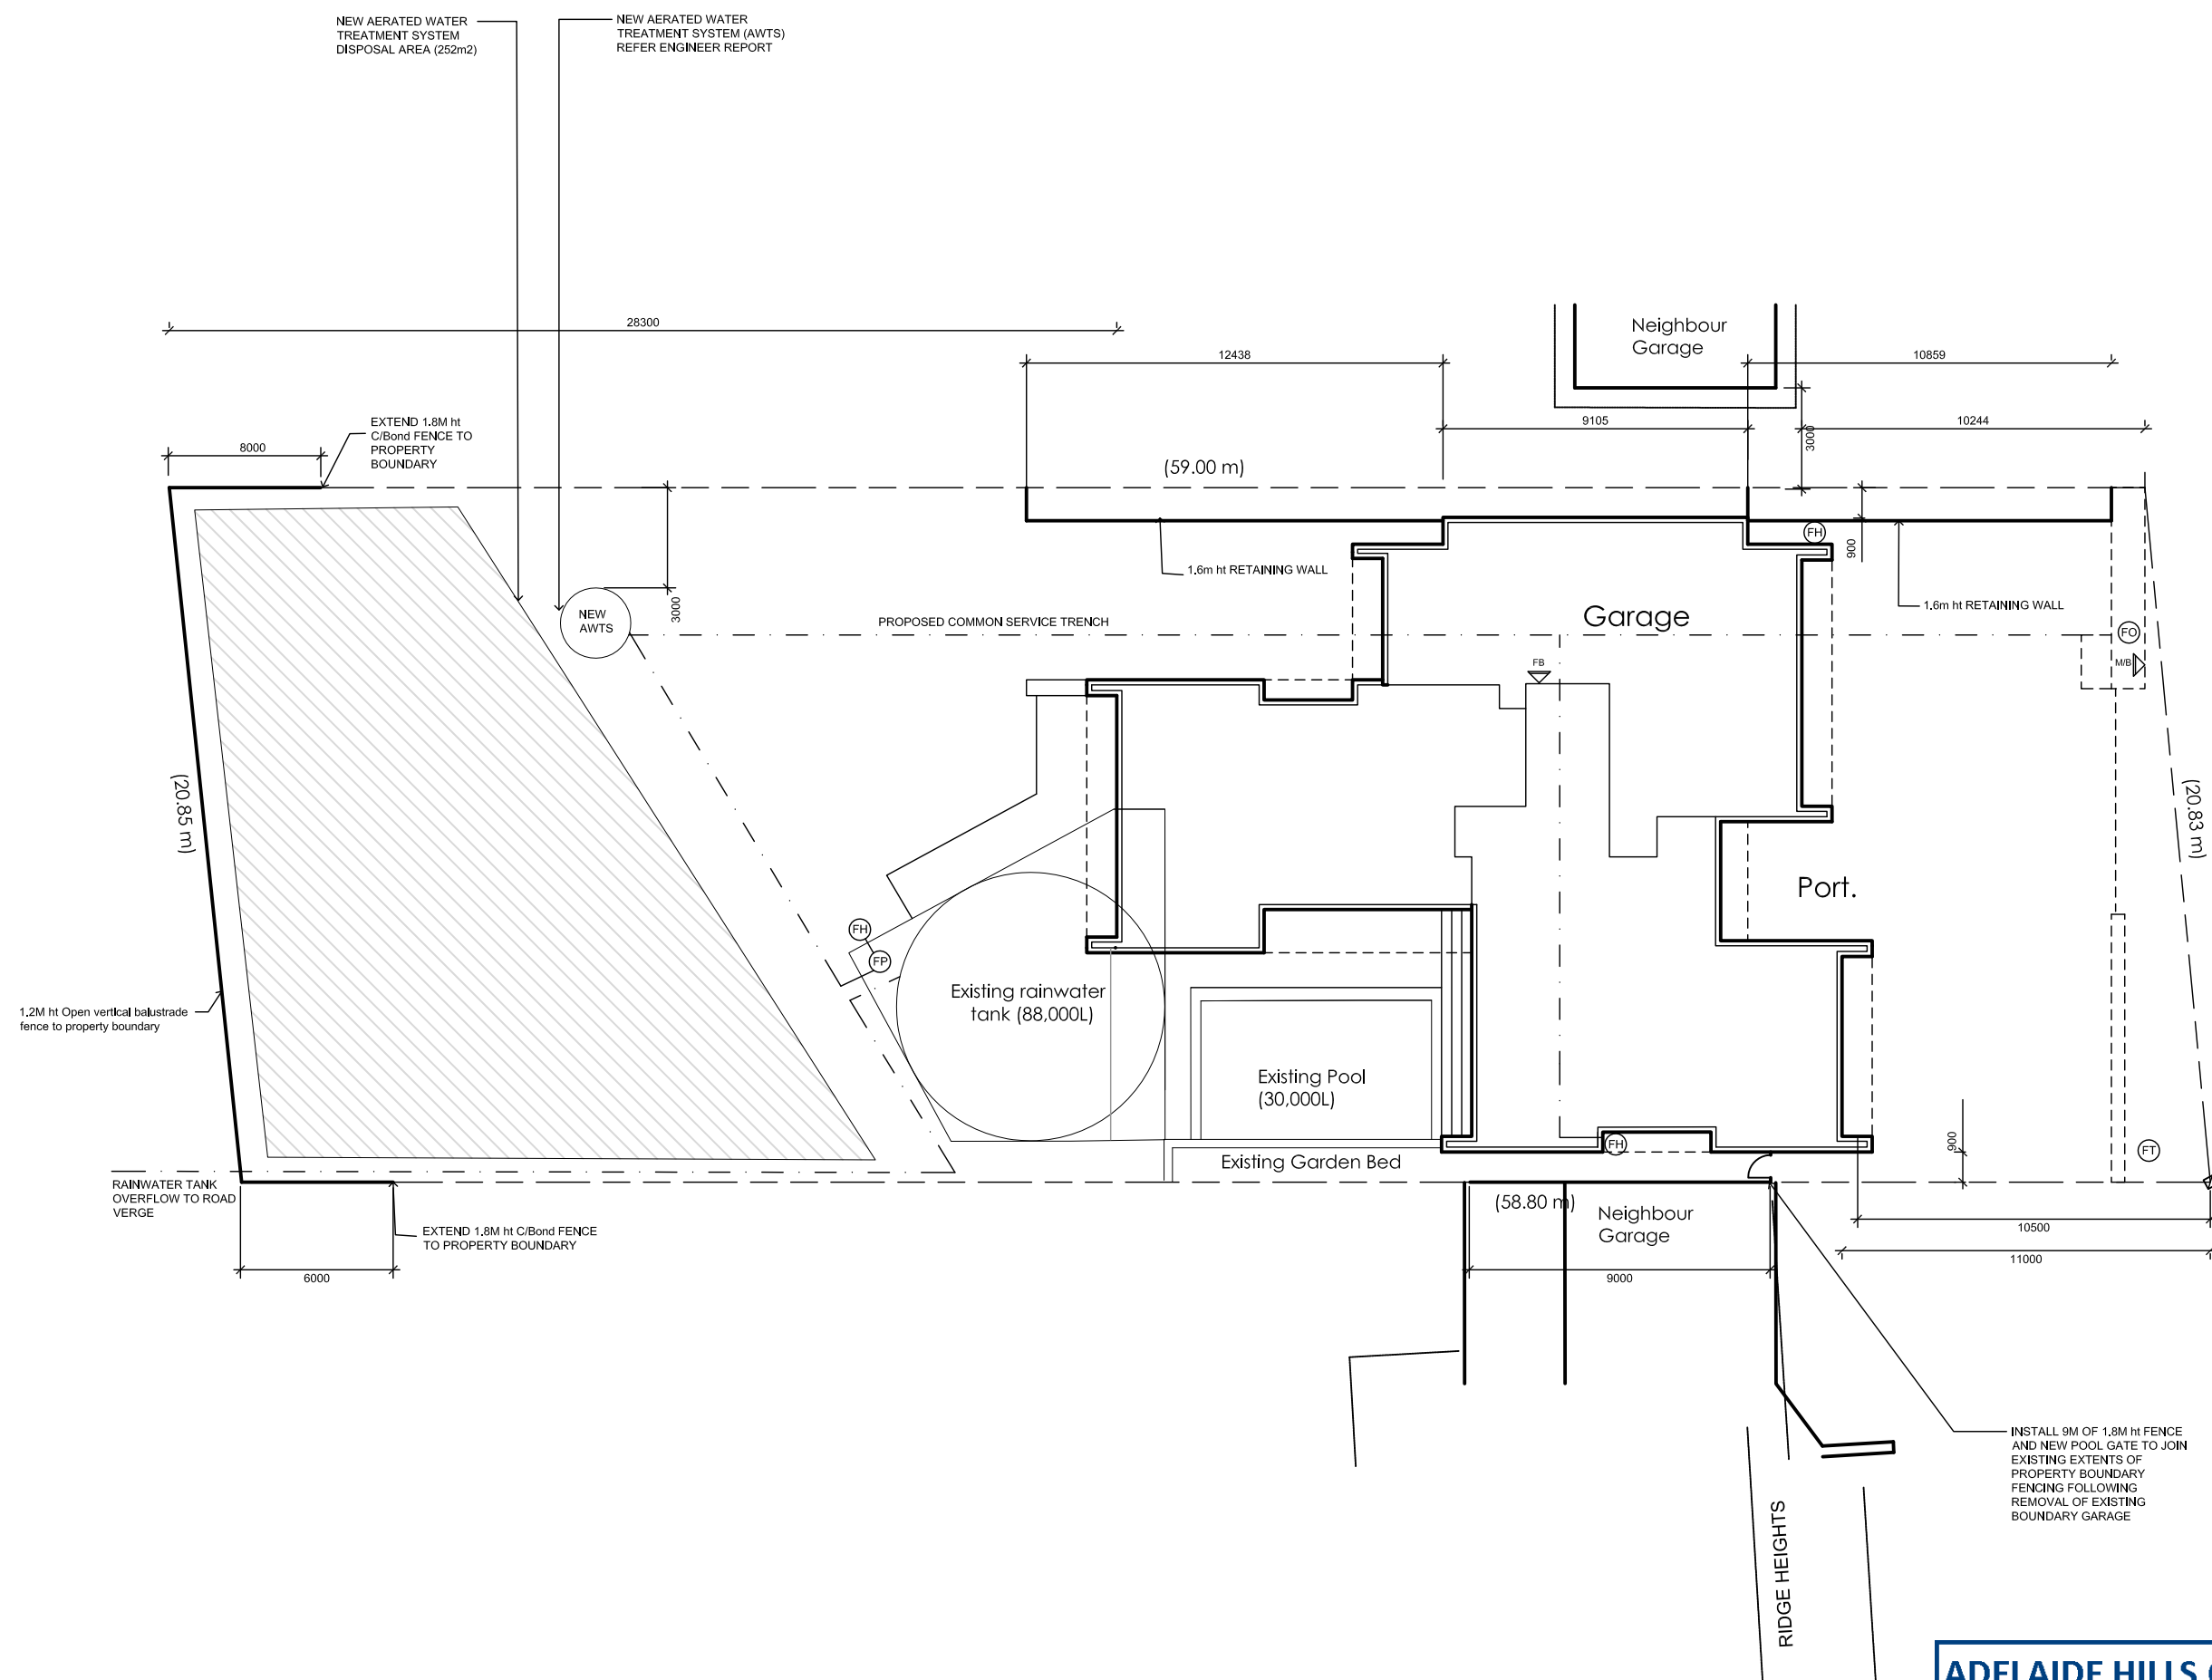 NEW AERATED WATER
TREATMENT SYSTEM
DISPOSAL AREA (252m2)
NEW AERATED WATER
TREATMENT SYSTEM (AWTS)
REFER ENGINEER REPORT
28300
12438
Neighbour
Garage
10859
8000
EXTEND 1.8M ht
C/Bond FENCE TO
PROPERTY
BOUNDARY
(59.00 m)
9105
3000
10244
3000
NEW
AWTS
PROPOSED COMMON SERVICE TRENCH
1.6m ht RETAINING WALL
Garage
FH
900
1.6m ht RETAINING WALL
FO
M/B
FB
(20.85 m)
(20.83 m)
Port.
FH
FP
Existing rainwater
tank (88,000L)
1.2M ht Open vertical balustrade
fence to property boundary
Existing Pool
(30,000L)
FH
900
FT
Existing Garden Bed
RAINWATER TANK
OVERFLOW TO ROAD
VERGE
(58.80 m)
Neighbour
Garage
EXTEND 1.8M ht C/Bond FENCE
TO PROPERTY BOUNDARY
6000
9000
10500
11000
INSTALL 9M OF 1.8M ht FENCE
AND NEW POOL GATE TO JOIN
EXISTING EXTENTS OF
PROPERTY BOUNDARY
FENCING FOLLOWING
REMOVAL OF EXISTING
BOUNDARY GARAGE
RIDGE HEIGHTS
ADELAIDE HILLS